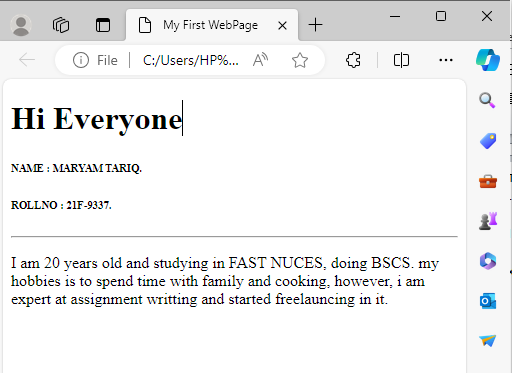 My First WebPage
File
C:/Users/HP%...
Hi Everyone
NAME : MARYAM TARIQ.
ROLLNO : 21F-9337.
I am 20 years old and studying in FAST NUCES, doing BSCS. my
hobbies is to spend time with family and cooking, however, i am
expert at assignment writting and started freelauncing in it.